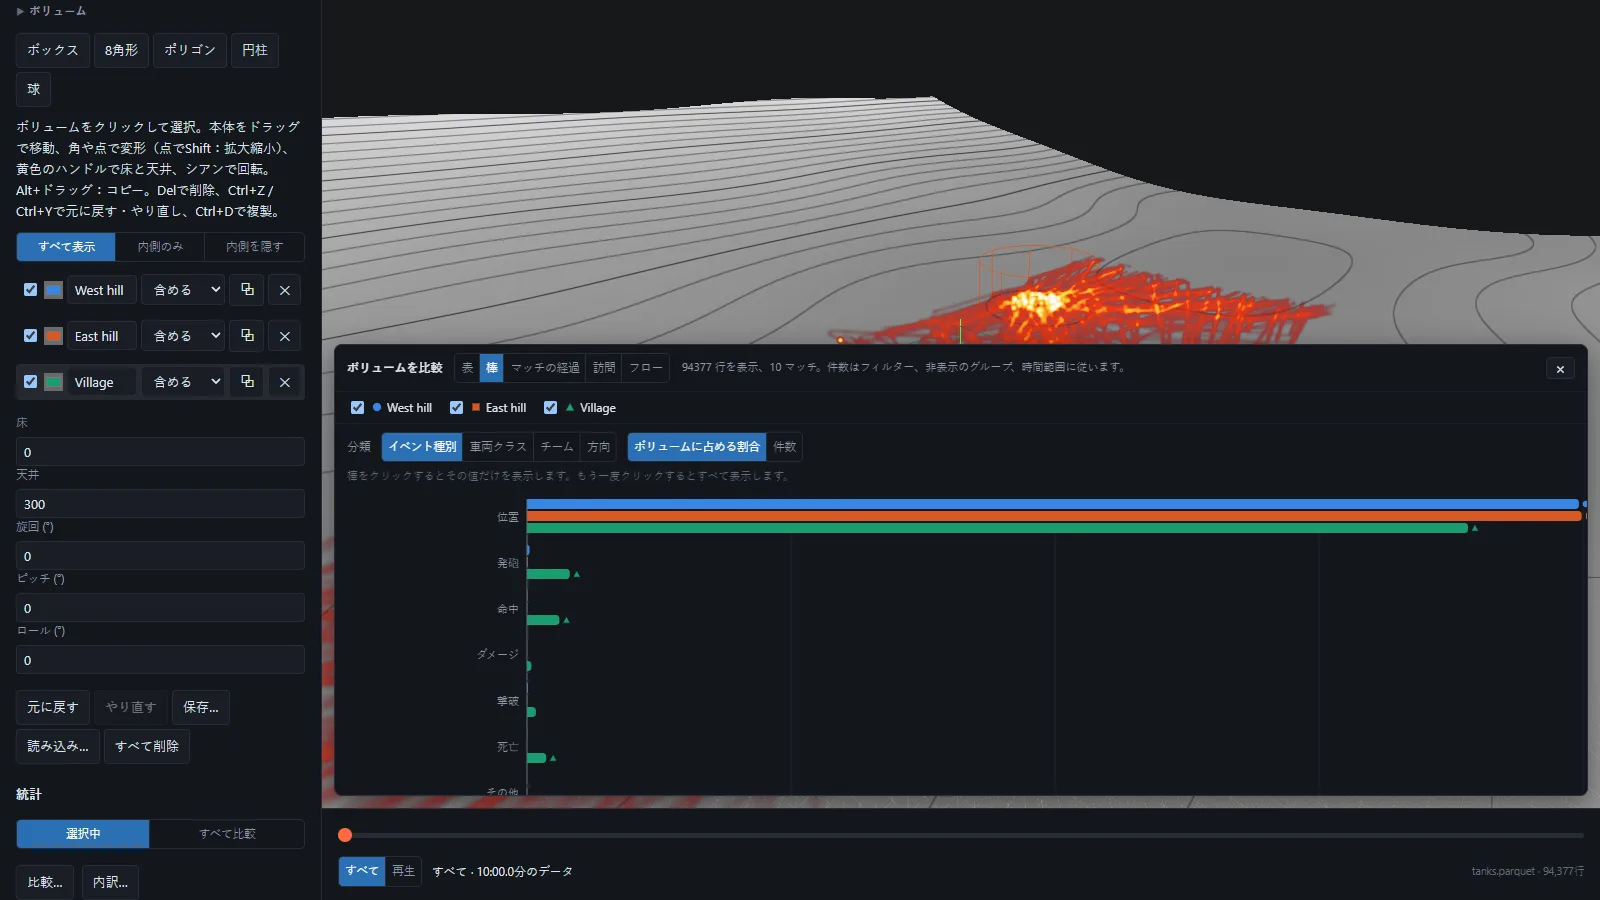 ▶ ボリューム
ボックス
8角形
ポリゴン
円柱
球
ボリュームをクリックして選択。本体をドラッグ
で移動、角や点で変形（点でShift：拡大縮小）、
黄色のハンドルで床と天井、シアンで回転。
Alt+ドラッグ：コピー。Delで削除、Ctrl+Z /
Ctrl+Yで元に戻す・やり直し、Ctrl+Dで複製。
すべて表示
内側のみ
内側を隠す
West hill
含める
East hill
含める
Village
含める
床
0
天井
300
旋回 (°)
0
ピッチ (°)
0
ロール (°)
0
元に戻す
やり直す
保存...
読み込み...
すべて削除
統計
選択中
すべて比較
比較...
内訳...
ボリュームを比較
表
棒
マッチの経過
訪問
フロー
94377 行を表示、10 マッチ。件数はフィルター、非表示のグループ、時間範囲に従います。
West hill
East hill
Village
分類
イベント種別
車両クラス
チーム
方向
ボリュームに占める割合
件数
棒をクリックするとその値だけを表示します。もう一度クリックするとすべて表示します。
位置
発砲
命中
ダメージ
撃破
死亡
その他
すべて
再生
すべて · 10:00.0分のデータ
tanks.parquet · 94,377行